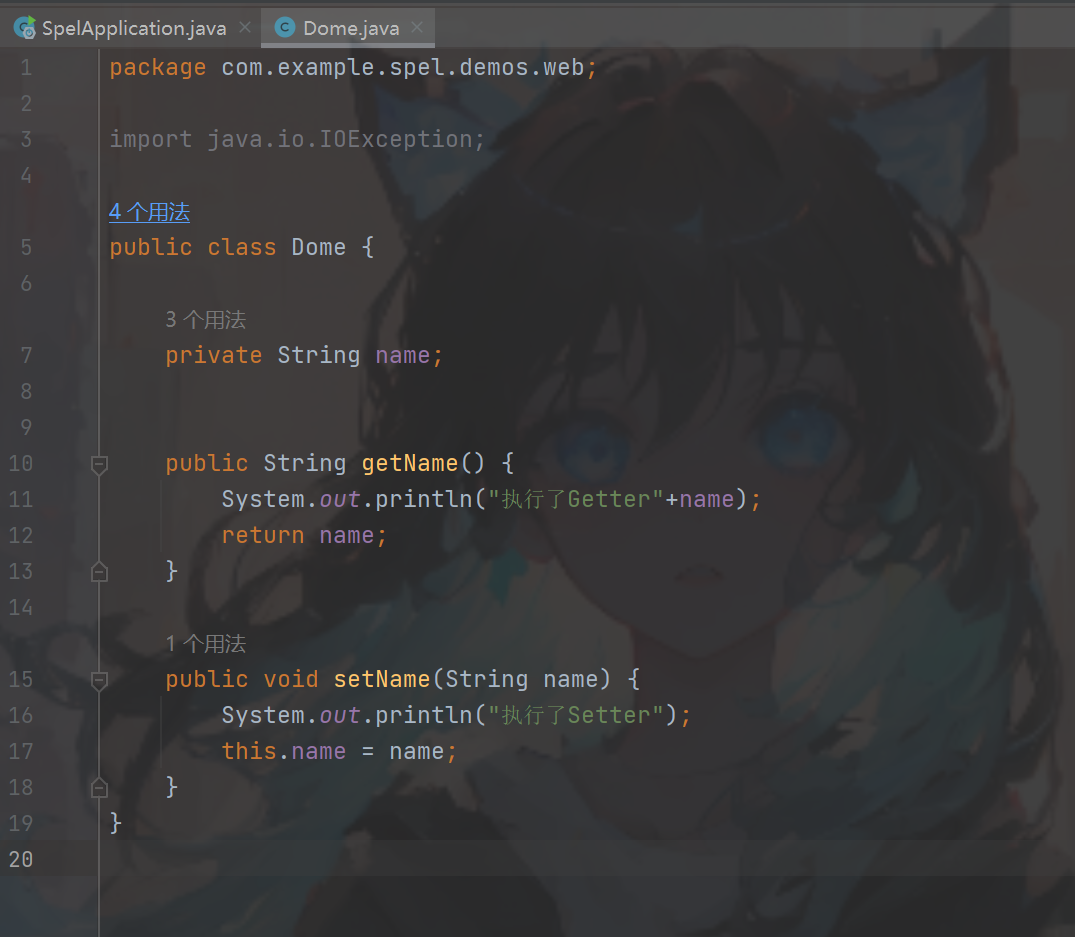 SpelApplication.java Dome.java
1 package com.example.spel.demos.web;
2
3 import java.io.IOException;
4
4 个用法
5 public class Dome {
6
3 个用法
7 private String name;
8
9
10 public String getName() {
11 System.out.println("执行了Getter"+name);
12 return name;
13 }
14
1 个用法
15 public void setName(String name) {
16 System.out.println("执行了Setter");
17 this.name = name;
18 }
19 }
20